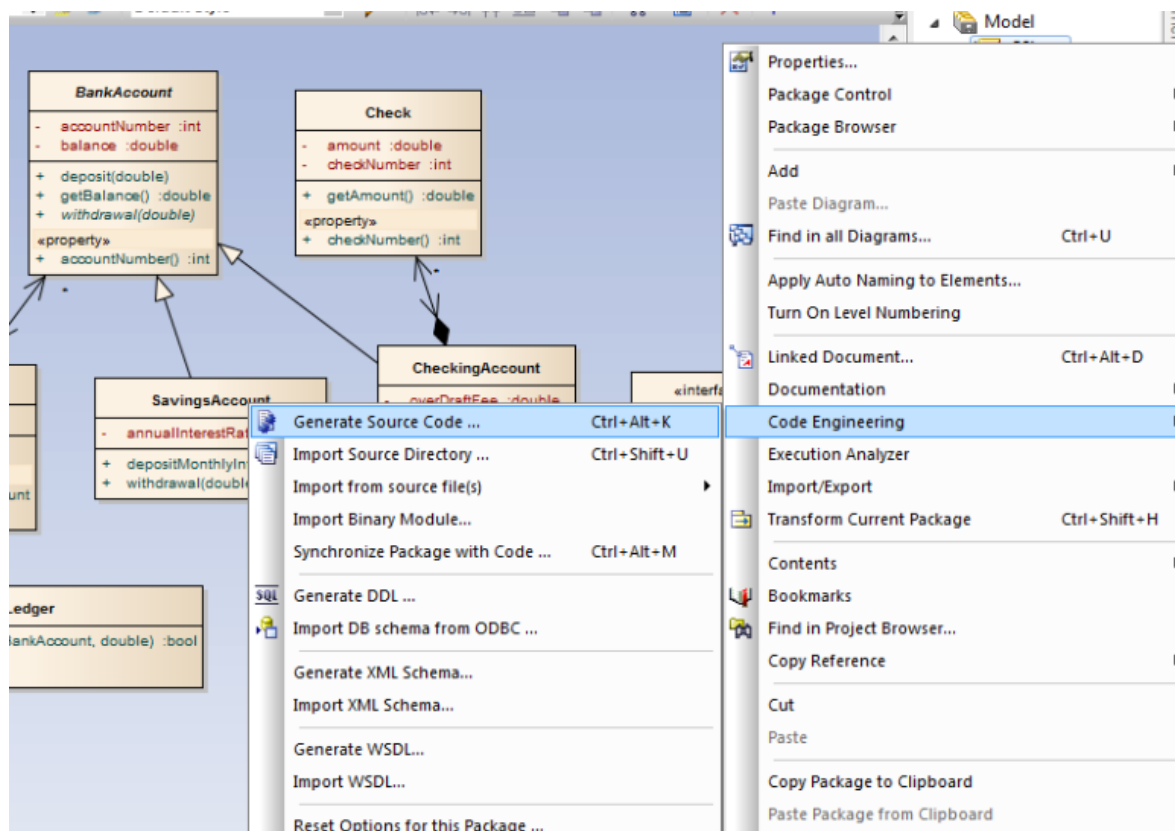 Model
BankAccount
- accountNumber :int
- balance :double
+ deposit(double)
+ getBalance() :double
+ withdrawal(double)
«property»
+ accountNumber() :int
*
Check
- amount :double
- checkNumber :int
+ getAmount() :double
«property»
+ checkNumber() :int
*
SavingsAccount
- annualInterestRat
+ depositMonthlyIn
+ withdrawal(double
CheckingAccount
- overDraftFee :double
«interfa
unt
Ledger
BankAccount, double) :bool
Generate Source Code ... Ctrl+Alt+K
Import Source Directory ... Ctrl+Shift+U
Import from source file(s)
Import Binary Module...
Synchronize Package with Code ... Ctrl+Alt+M
SQL Generate DDL ...
Import DB schema from ODBC ...
Generate XML Schema...
Import XML Schema...
Generate WSDL...
Import WSDL...
Reset Options for this Package ...
Properties...
Package Control
Package Browser
Add
Paste Diagram...
Find in all Diagrams... Ctrl+U
Apply Auto Naming to Elements...
Turn On Level Numbering
Linked Document... Ctrl+Alt+D
Documentation
Code Engineering
Execution Analyzer
Import/Export
Transform Current Package Ctrl+Shift+H
Contents
Bookmarks
Find in Project Browser...
Copy Reference
Cut
Paste
Copy Package to Clipboard
Paste Package from Clipboard